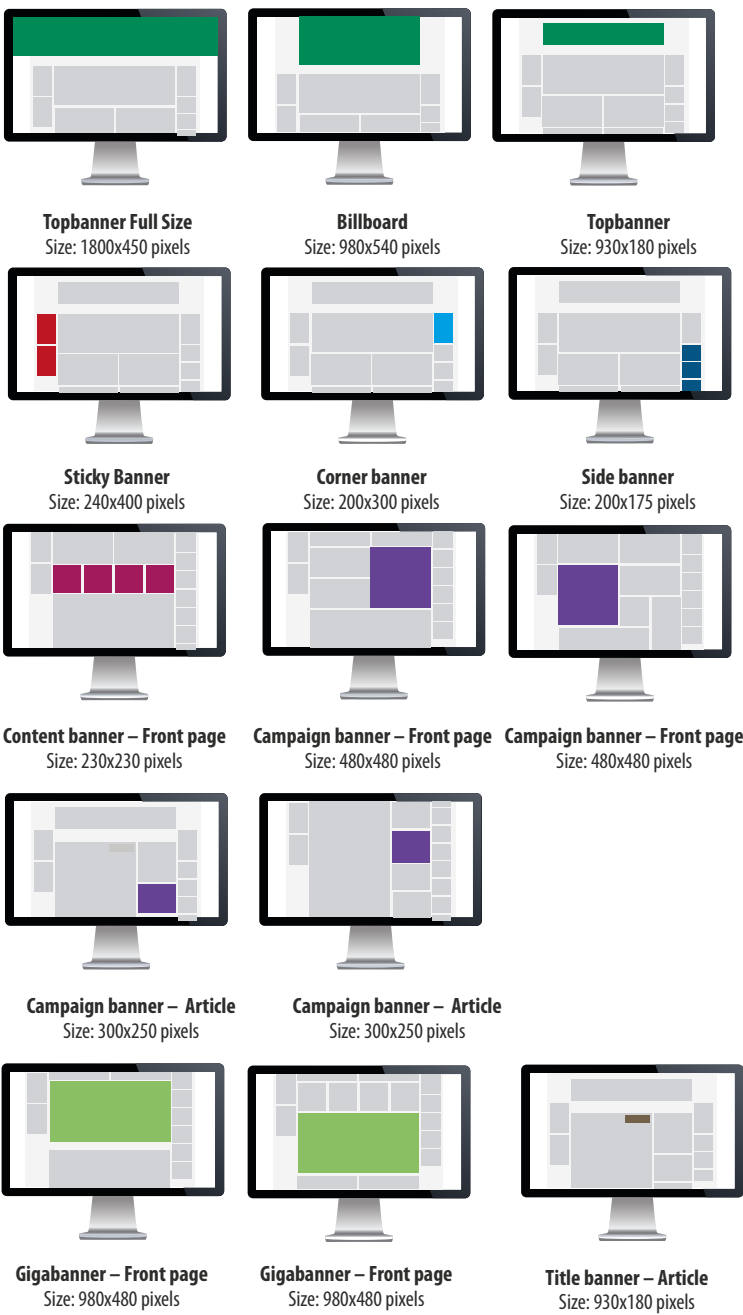 Topbanner Full Size
Size: 1800x450 pixels
Billboard
Size: 980x540 pixels
Topbanner
Size: 930x180 pixels
Sticky Banner
Size: 240x400 pixels
Corner banner
Size: 200x300 pixels
Side banner
Size: 200x175 pixels
Content banner – Front page
Size: 230x230 pixels
Campaign banner – Front page
Size: 480x480 pixels
Campaign banner – Front page
Size: 480x480 pixels
Campaign banner –  Article
Size: 300x250 pixels
Campaign banner –  Article
Size: 300x250 pixels
Gigabanner – Front page
Size: 980x480 pixels
Gigabanner – Front page
Size: 980x480 pixels
Title banner – Article
Size: 930x180 pixels